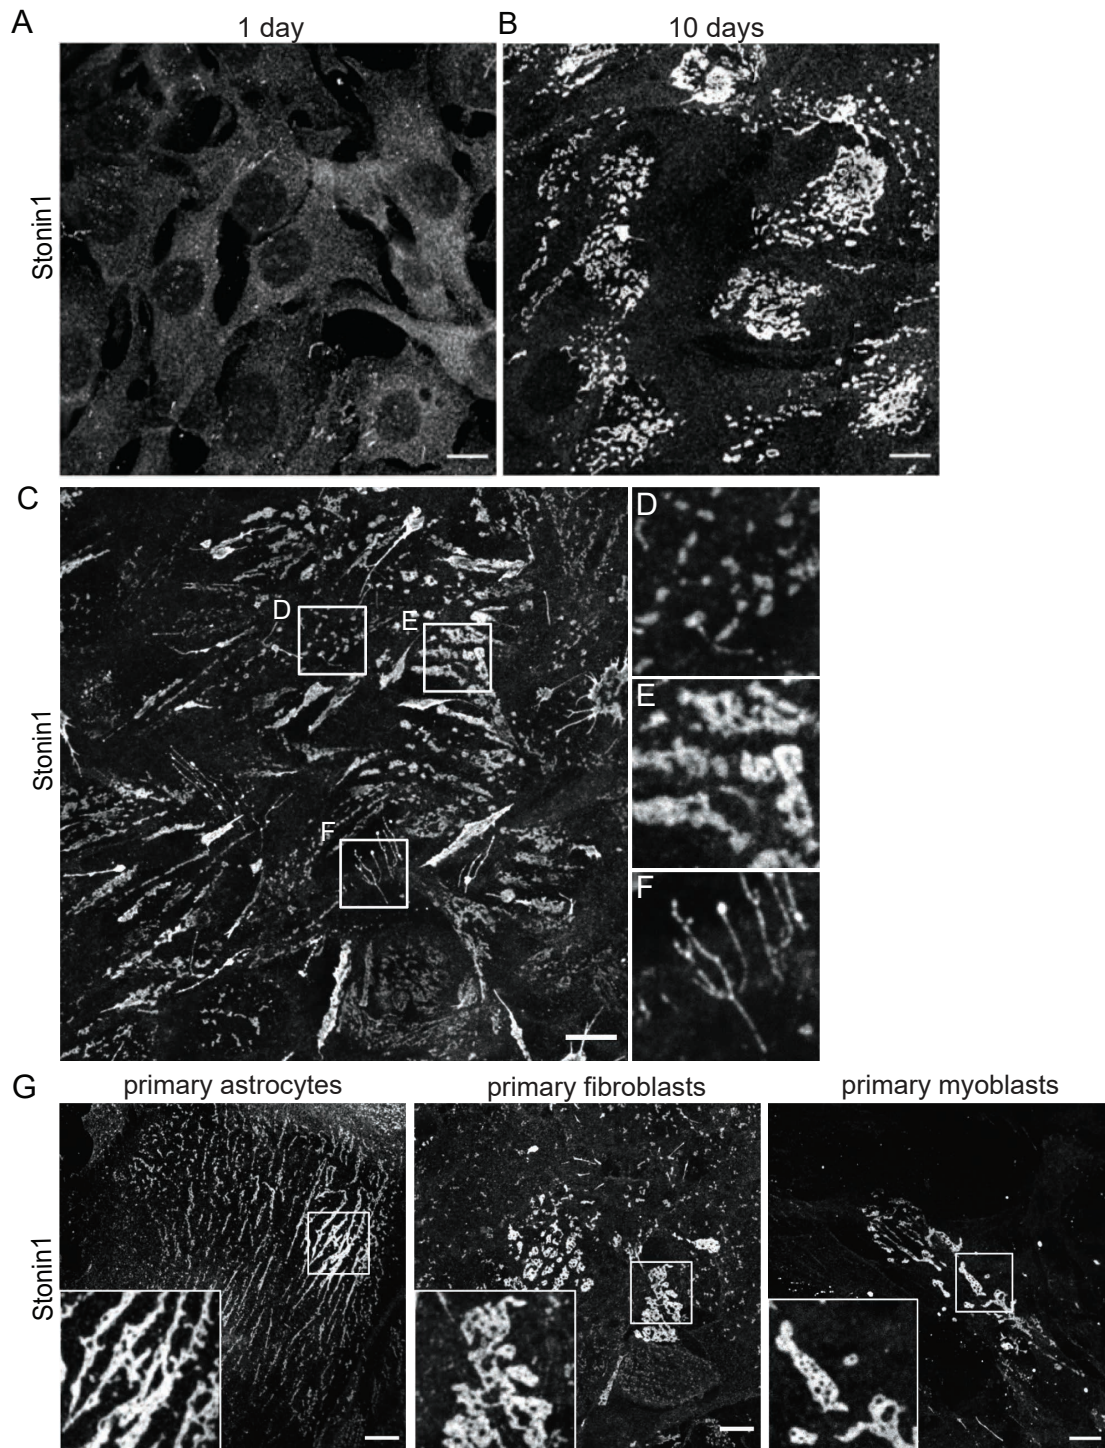 A
1 day
B
10 days
Stonin1
C
D
E
F
D
E
F
Stonin1
G
primary astrocytes
primary fibroblasts
primary myoblasts
Stonin1